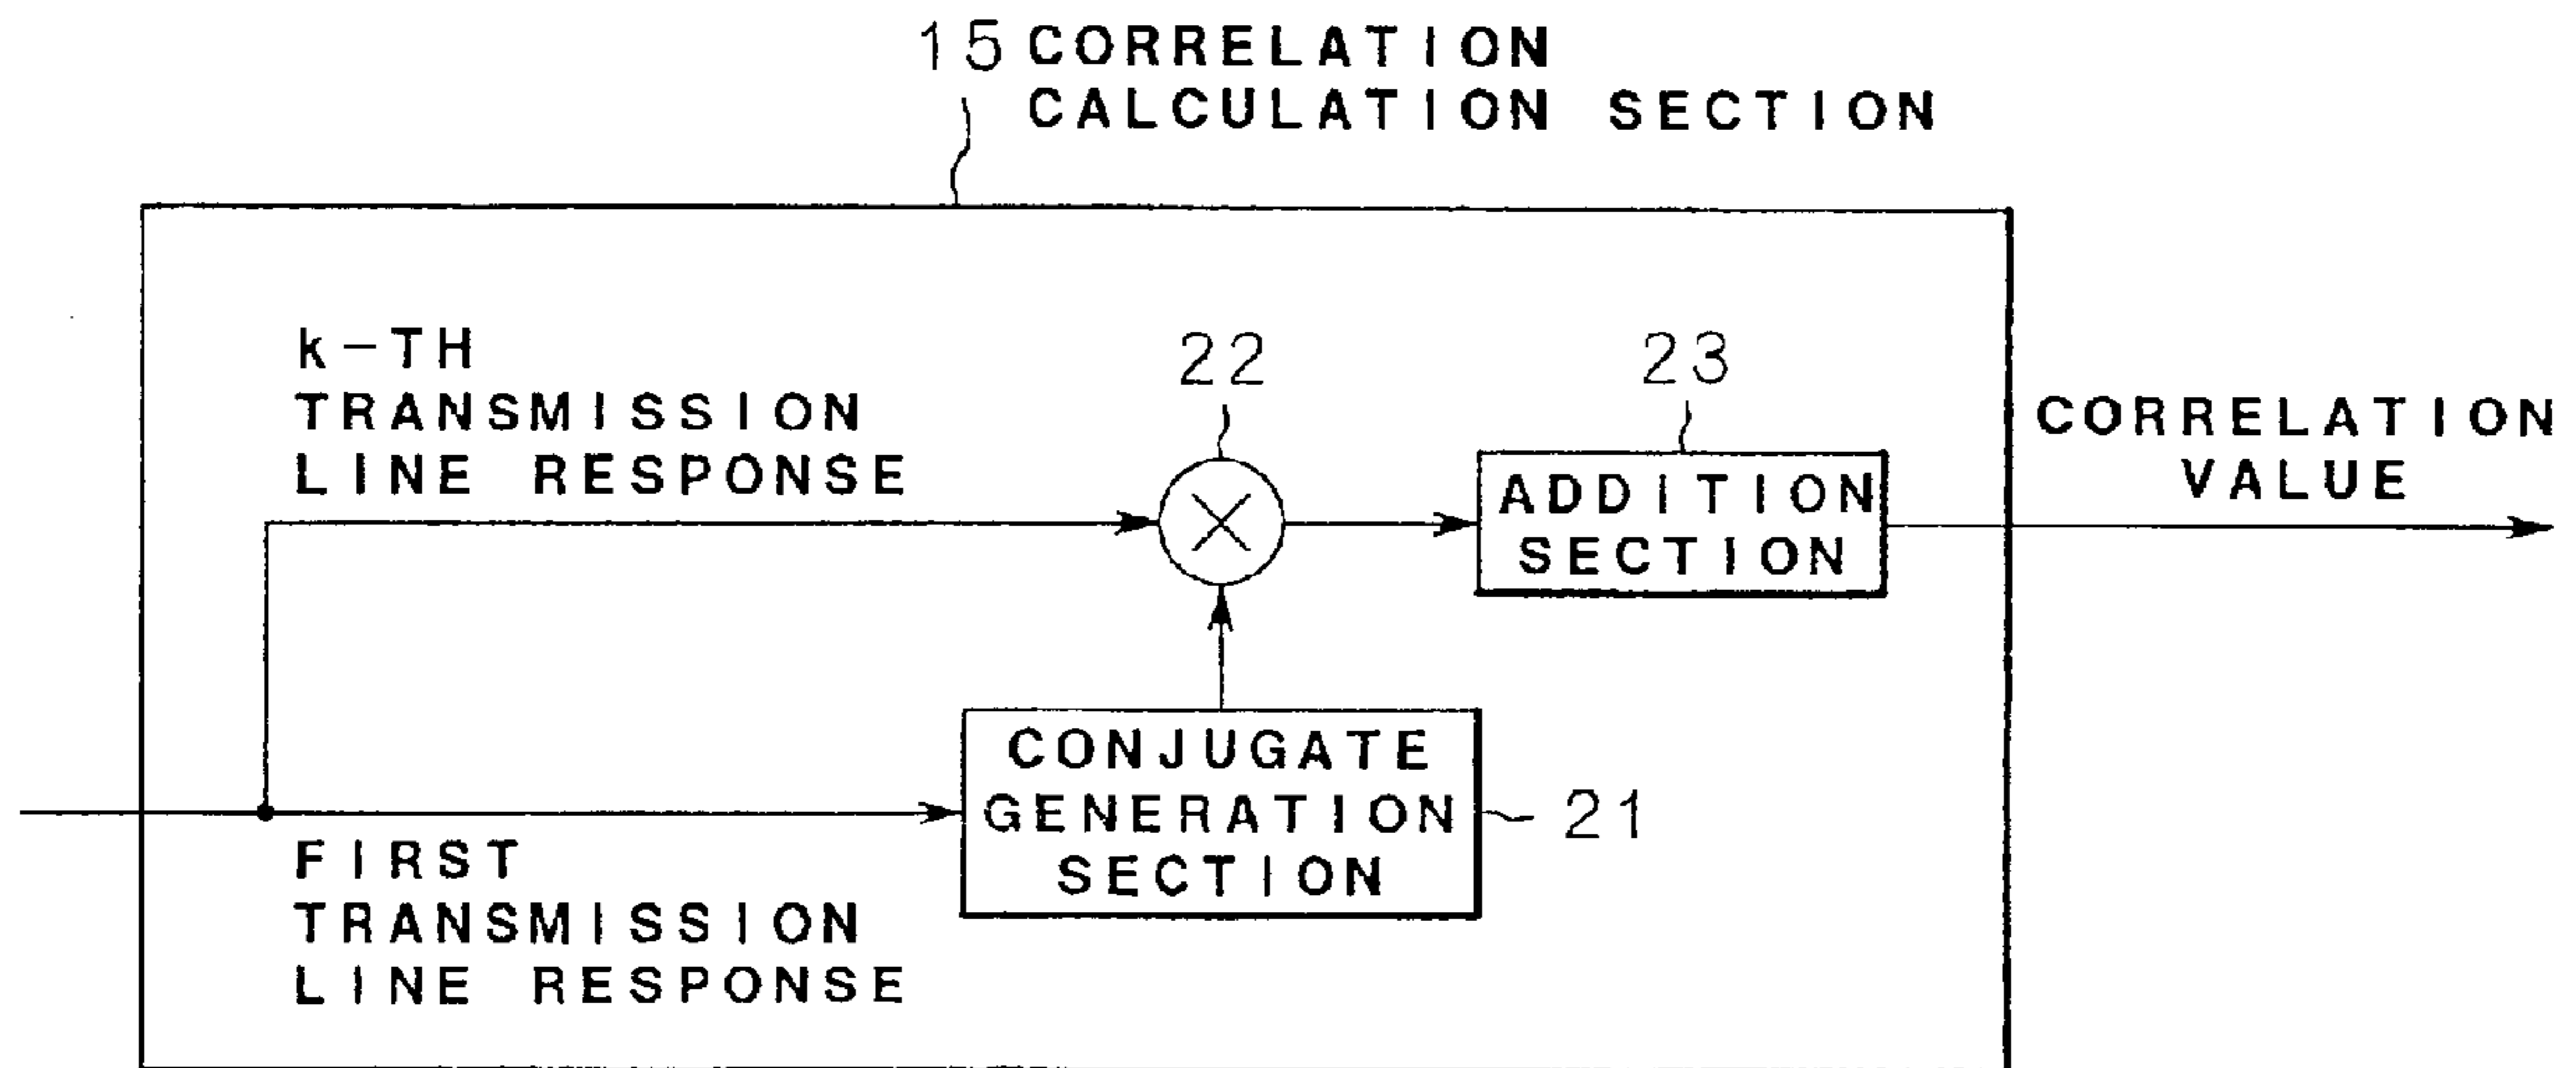 15 CORRELATION
CALCULATION SECTION
k-TH
TRANSMISSION
LINE RESPONSE
22
23
ADDITION
SECTION
CORRELATION
VALUE
CONJUGATE
GENERATION
SECTION
21
FIRST
TRANSMISSION
LINE RESPONSE